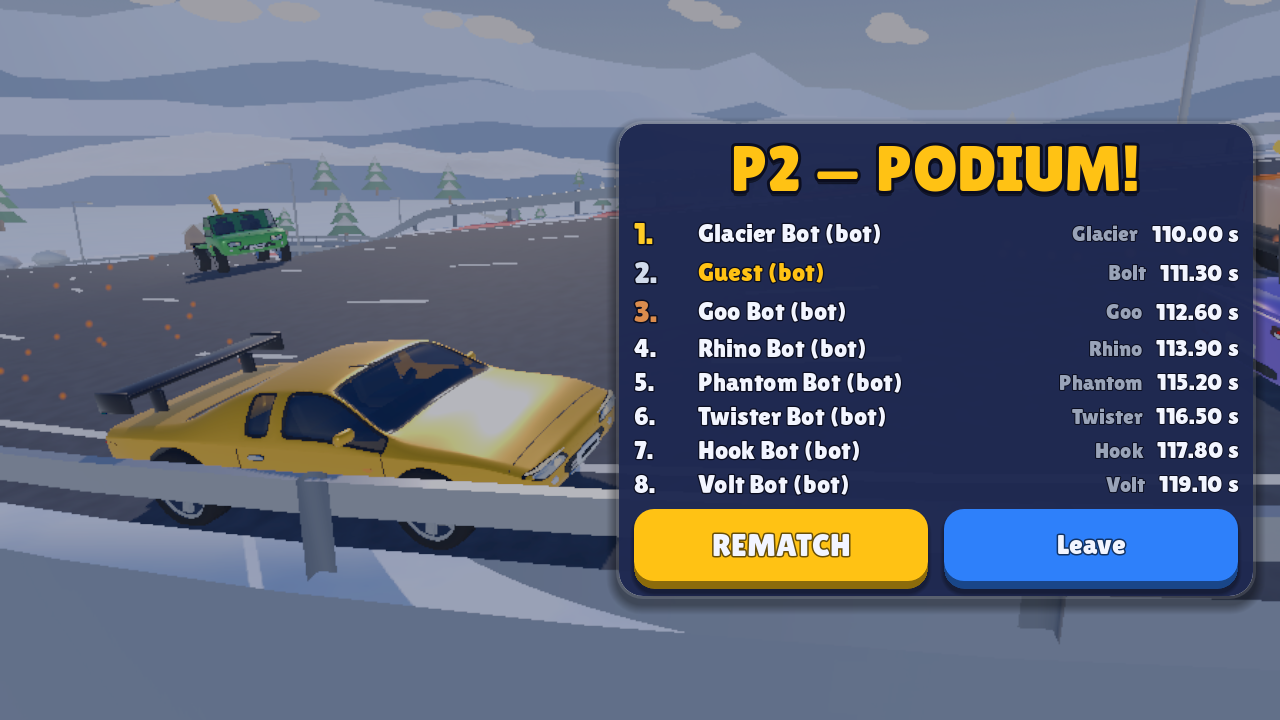 P2 — PODIUM!
1. Glacier Bot (bot) Glacier 110.00 s
2. Guest (bot) Bolt 111.30 s
3. Goo Bot (bot) Goo 112.60 s
4. Rhino Bot (bot) Rhino 113.90 s
5. Phantom Bot (bot) Phantom 115.20 s
6. Twister Bot (bot) Twister 116.50 s
7. Hook Bot (bot) Hook 117.80 s
8. Volt Bot (bot) Volt 119.10 s
REMATCH Leave